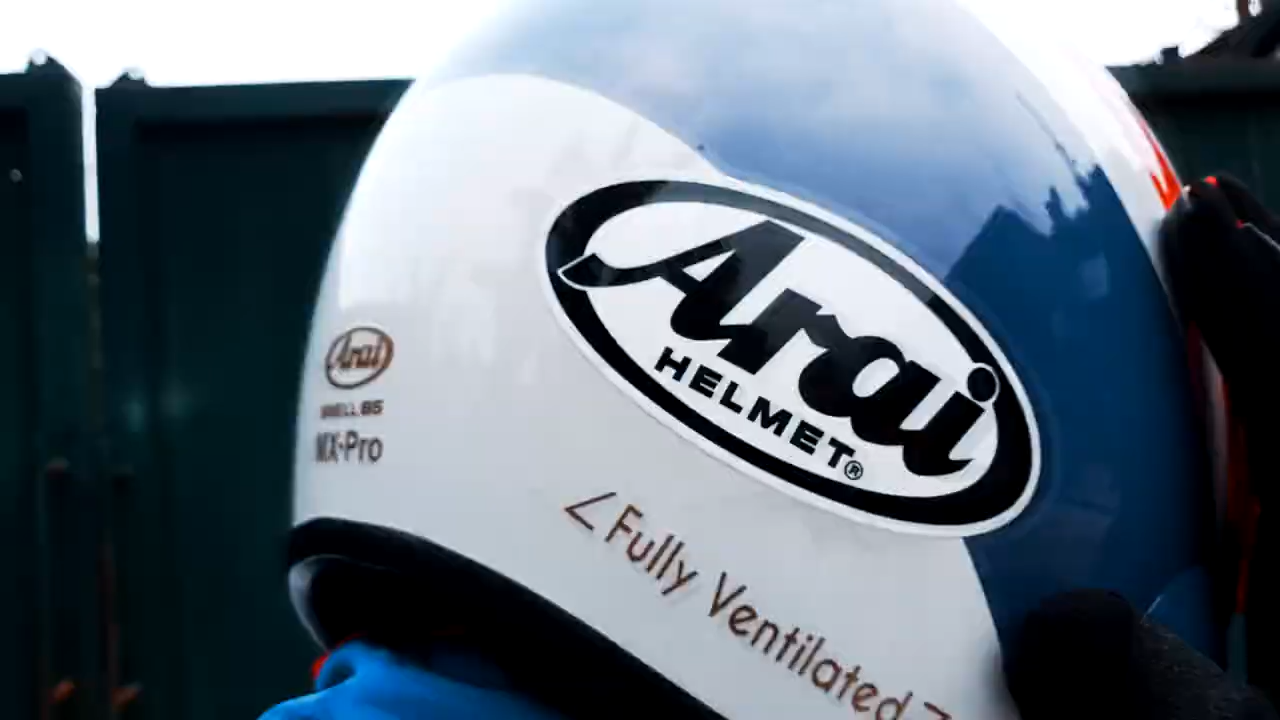 Arai
HELMET®
Arai
SNELL 85
MX-Pro
Fully Ventilated